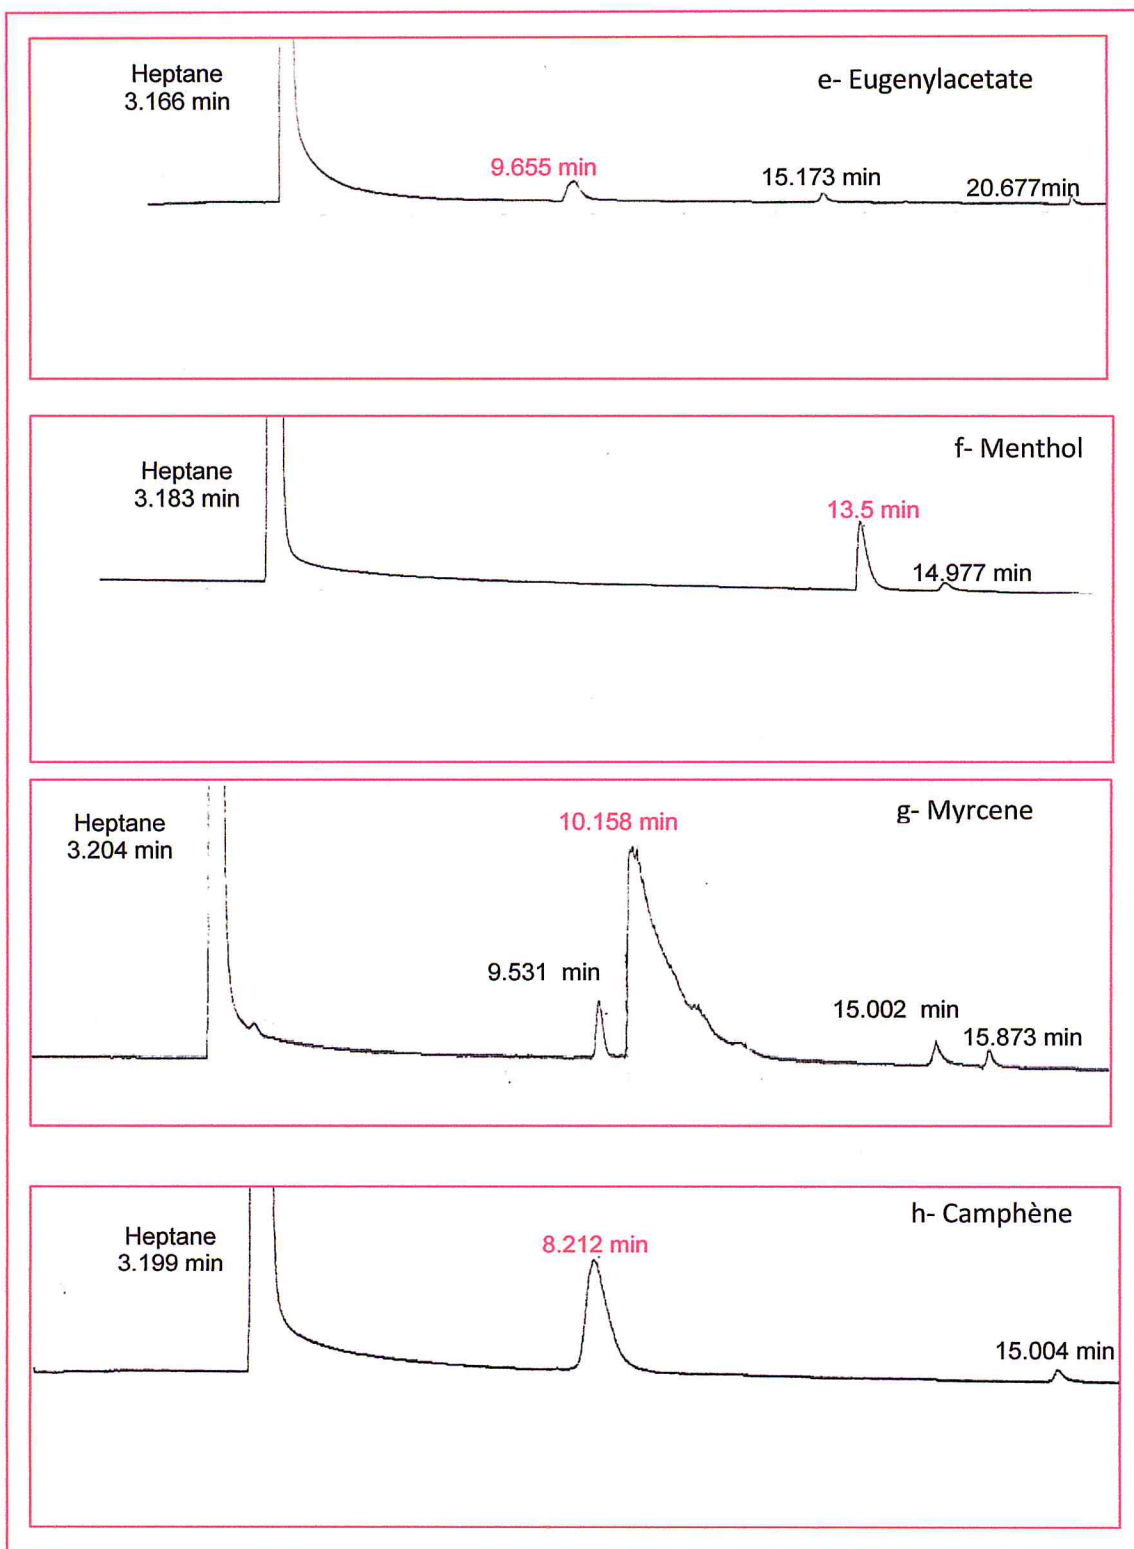 e- Eugenylacetate
Heptane
3.166 min
9.655 min
15.173 min
20.677min
f- Menthol
Heptane
3.183 min
13.5 min
14.977 min
g- Myrcene
Heptane
3.204 min
10.158 min
9.531 min
15.002 min
15.873 min
h- Camphène
Heptane
3.199 min
8.212 min
15.004 min